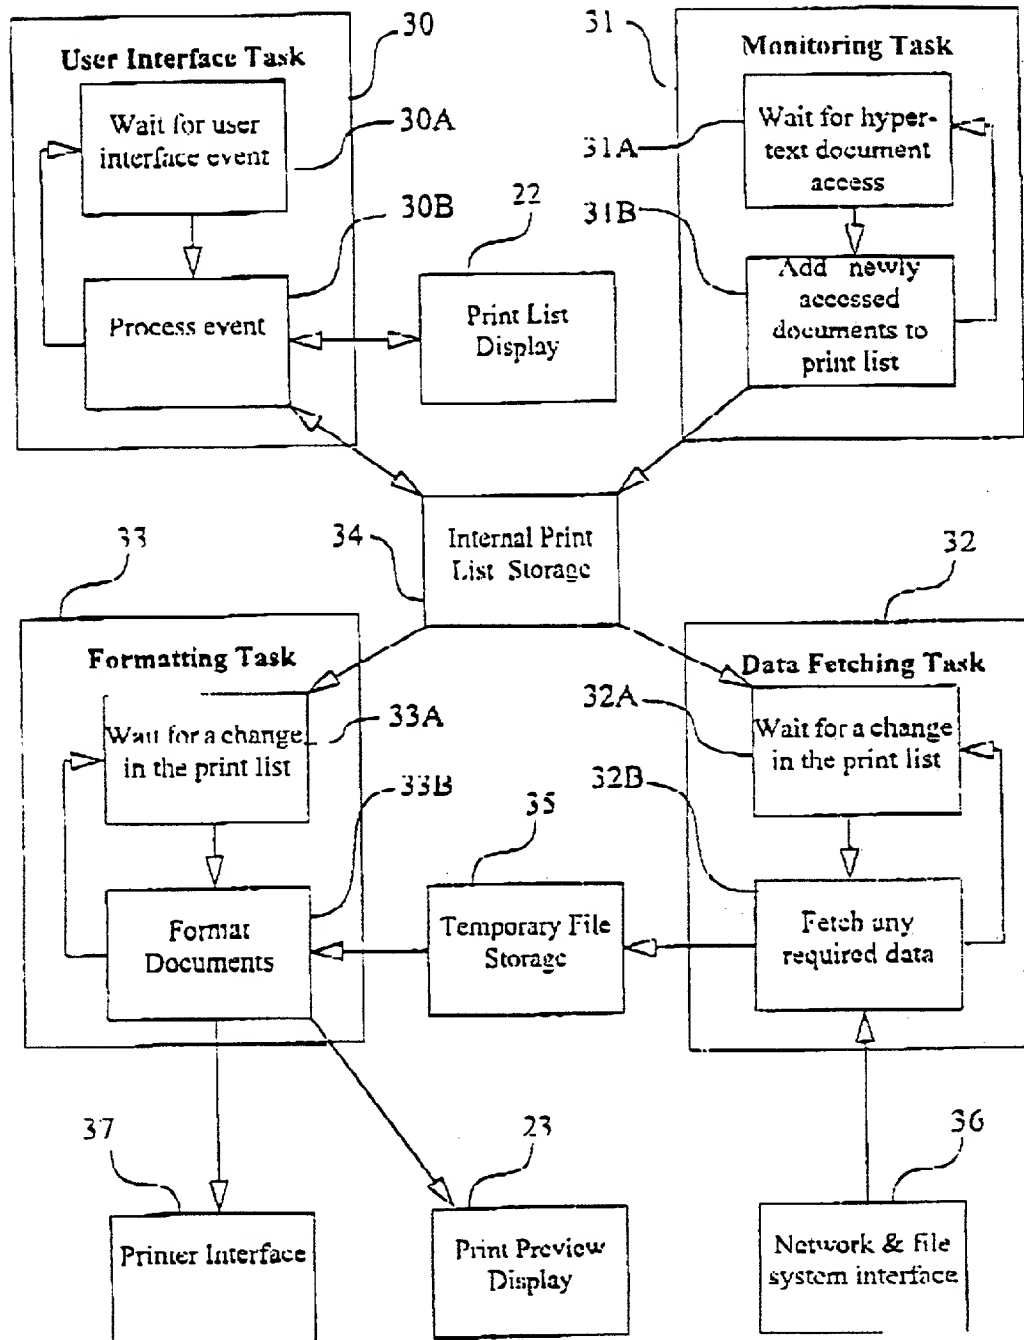 30
User Interface Task
Wait for user
interface event
30A
30B
Process event
22
Print List
Display
31
Monitoring Task
31A
Wait for hyper-
text document
access
31B
Add newly
accessed
documents to
print list
34
Internal Print
List Storage
33
Formatting Task
Wait for a change
in the print list
33A
33B
Format
Documents
35
Temporary File
Storage
32
Data Fetching Task
32A
Wait for a change
in the print list
32B
Fetch any
required data
37
Printer Interface
23
Print Preview
Display
36
Network & file
system interface